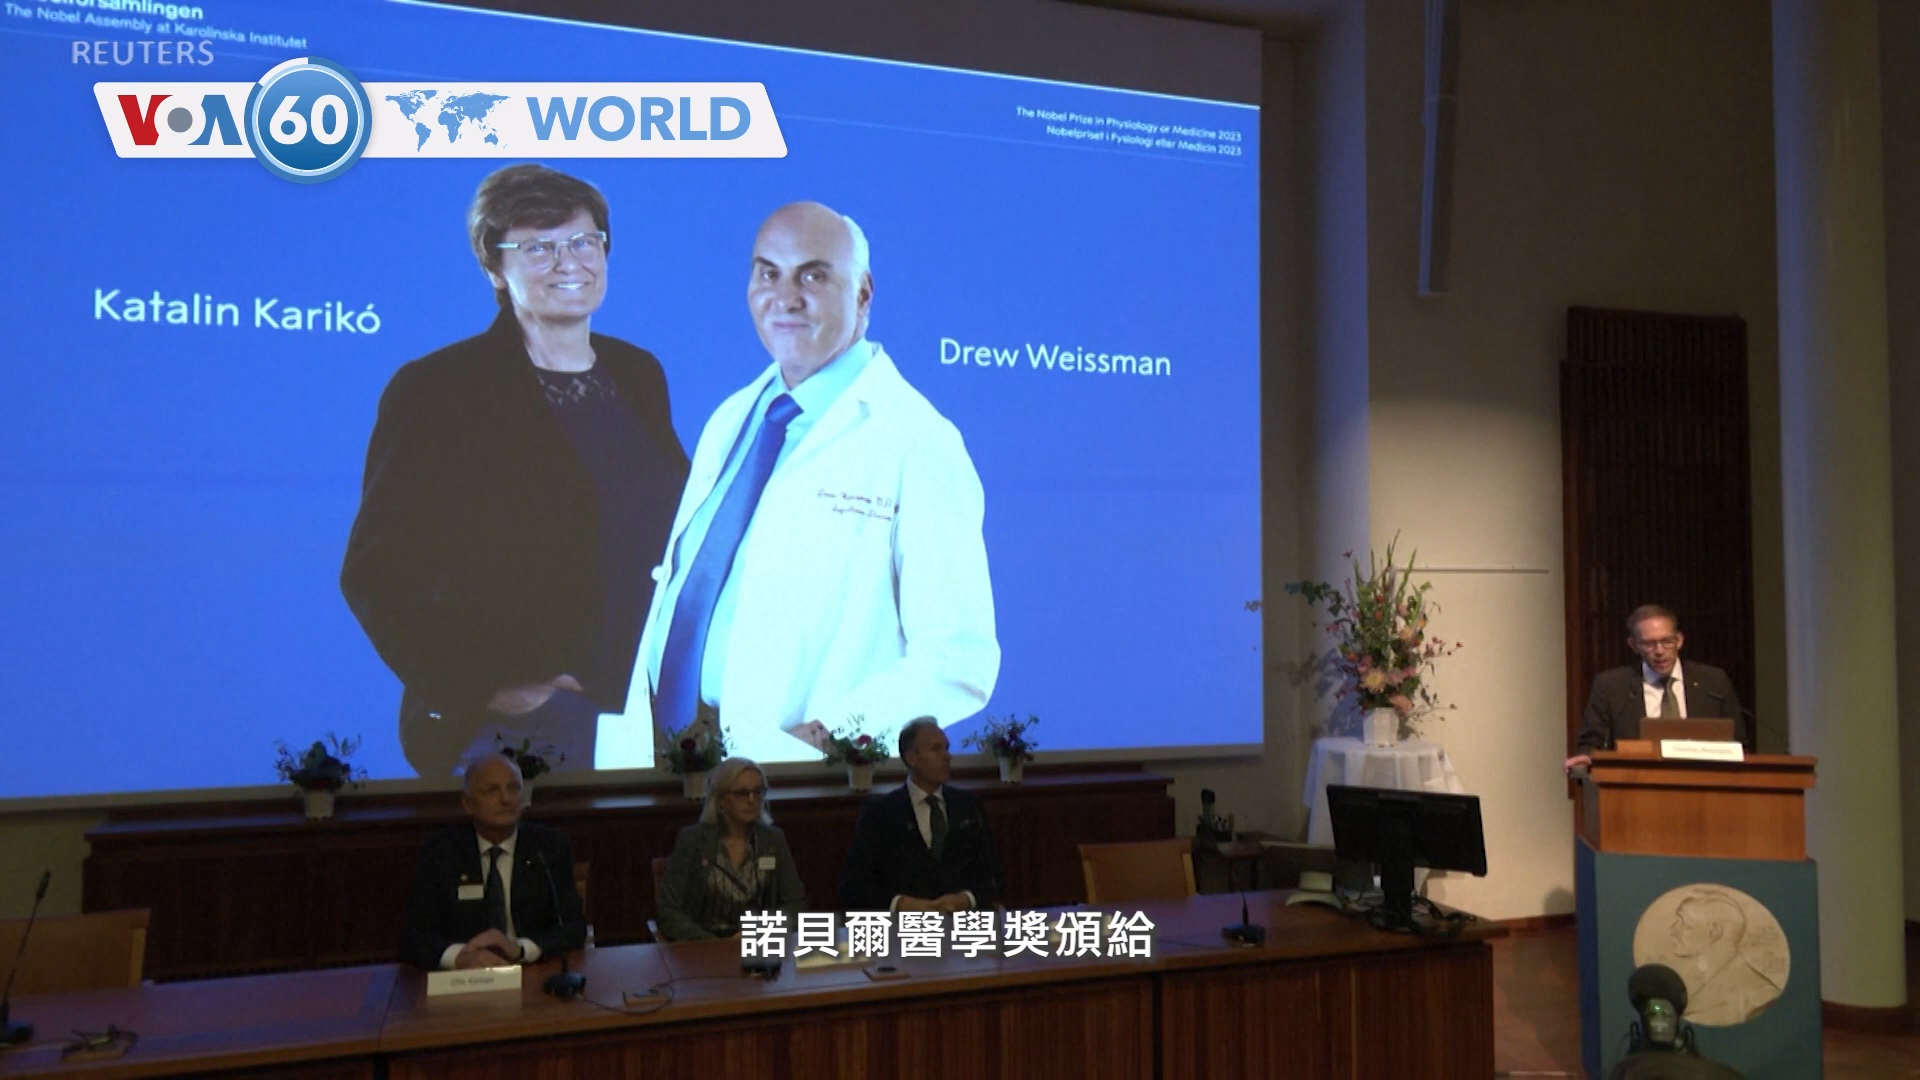 The Nobel Assembly at Karolinska Institutet
REUTERS
VOA 60 WORLD
The Nobel Prize in Physiology or Medicine 2023
Nobelpriset i Fysiologi eller Medicin 2023
Katalin Karikó
Drew Weissman
諾貝爾醫學獎頒給